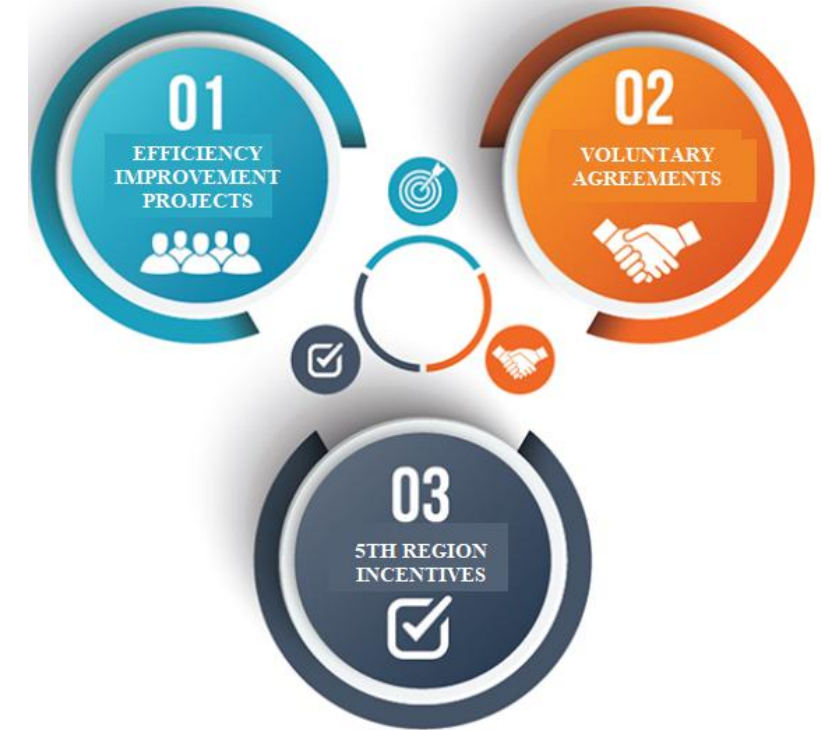 01
EFFICIENCY
IMPROVEMENT
PROJECTS
02
VOLUNTARY
AGREEMENTS
03
5TH REGION
INCENTIVES